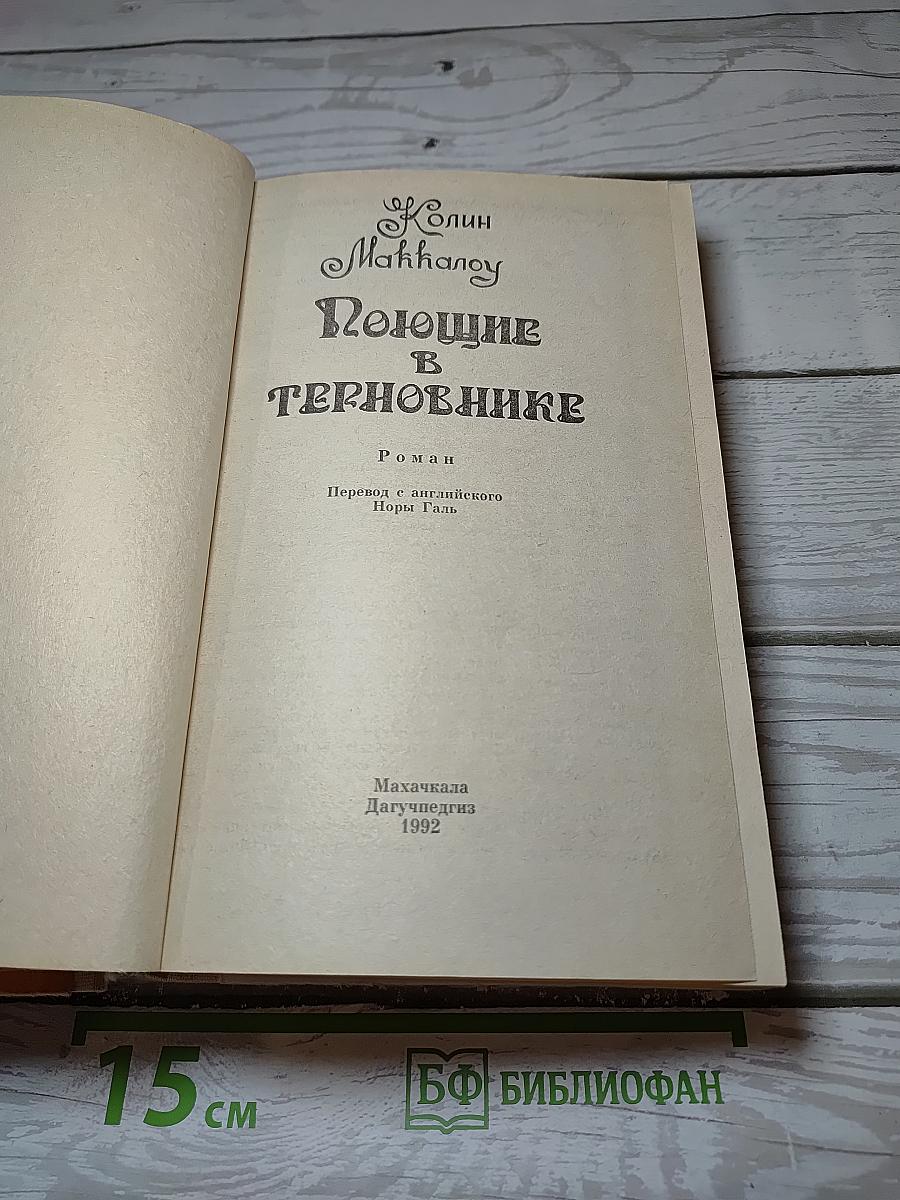 Колин
Маккалоу
Поющие
в
терновнике
Роман
Перевод с английского
Норы Галь
Махачкала
Дагучпедгиз
1992
15 см
БФ БИБЛИОФАН